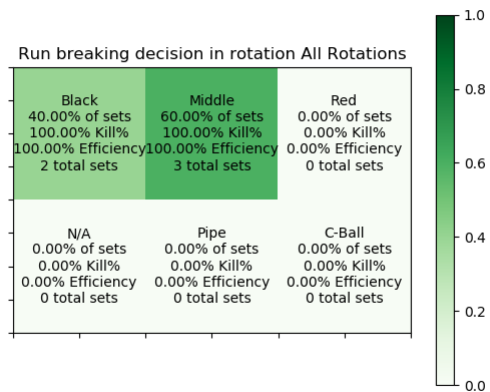 Run breaking decision in rotation All Rotations
Black
40.00% of sets
100.00% Kill%
100.00% Efficiency
2 total sets
Middle
60.00% of sets
100.00% Kill%
100.00% Efficiency
3 total sets
Red
0.00% of sets
0.00% Kill%
0.00% Efficiency
0 total sets
N/A
0.00% of sets
0.00% Kill%
0.00% Efficiency
0 total sets
Pipe
0.00% of sets
0.00% Kill%
0.00% Efficiency
0 total sets
C-Ball
0.00% of sets
0.00% Kill%
0.00% Efficiency
0 total sets
1.0
0.8
0.6
0.4
0.2
0.0